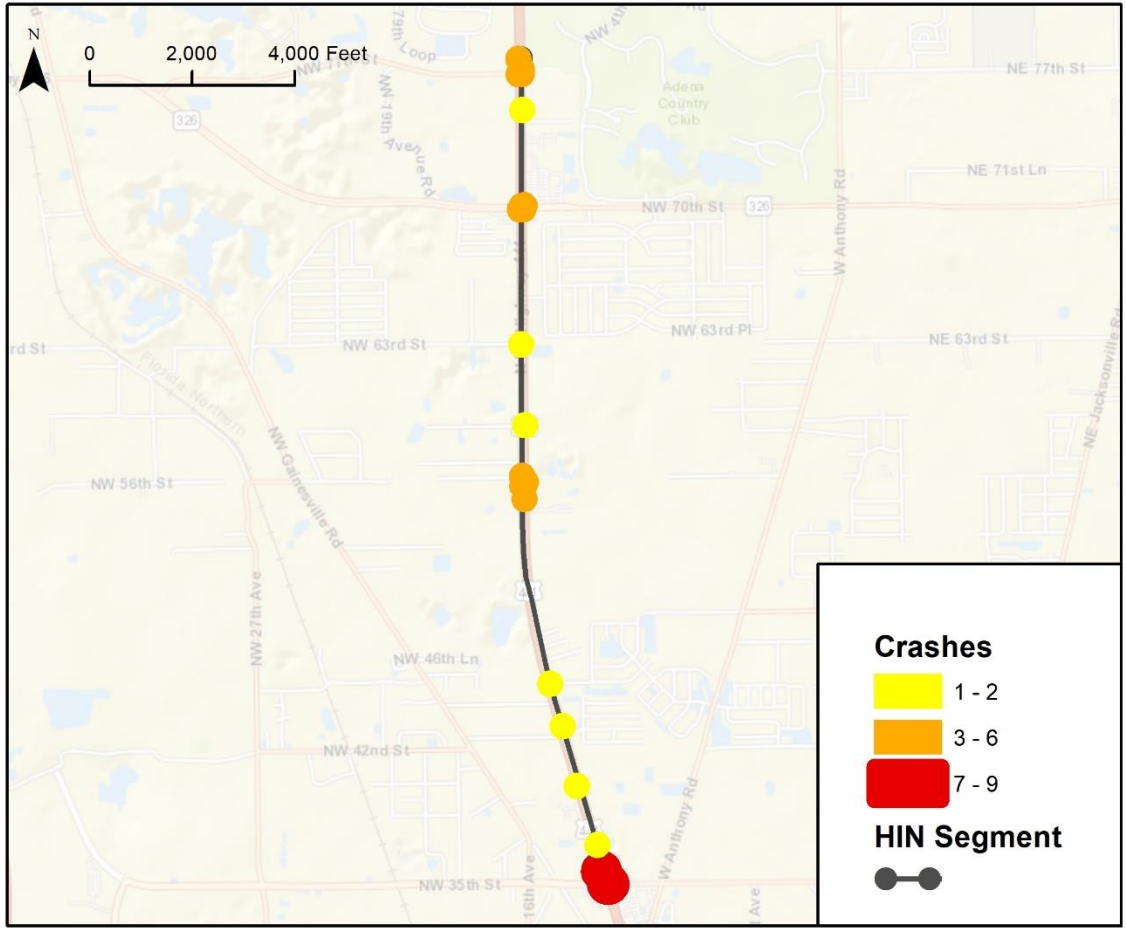 N
0 2,000 4,000 Feet
79th Loop
NW 4th
NW 77th St
NE 77th St
Adena
Country
Club
326
NW 19th
Avenue Rd
NE 71st Ln
NW 70th St
326
W Anthony Rd
NW 63rd Pl
NE 63rd St
rd St
NW 63rd St
Florida Northern
NE Jacksonville Rd
NW Gainesville Rd
NW 56th St
NW 27th Ave
NW 46th Ln
NW 42nd St
W Anthony Rd
NW 35th St
16th Ave
t Ave
Crashes
1 - 2
3 - 6
7 - 9
HIN Segment